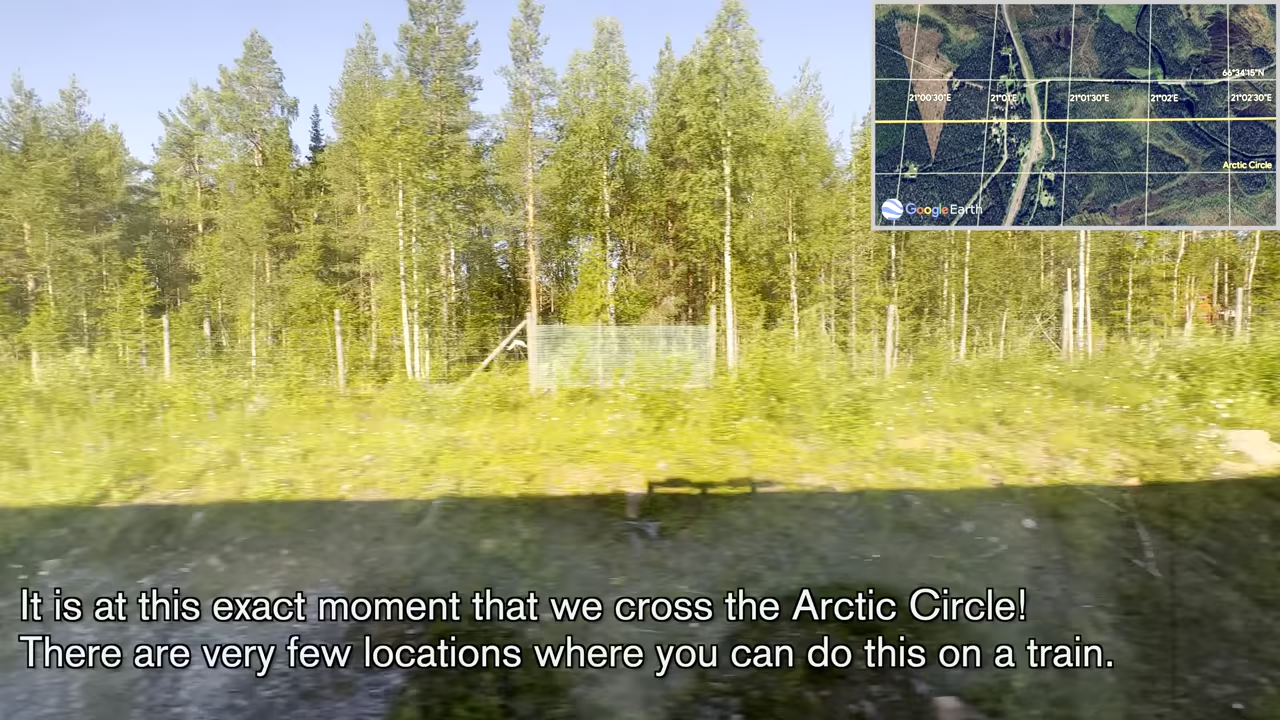 66°34'15"N
21°00'30"E
21°01'E
21°01'30"E
21°02'E
21°02'30"E
Arctic Circle
Google Earth
It is at this exact moment that we cross the Arctic Circle!
There are very few locations where you can do this on a train.